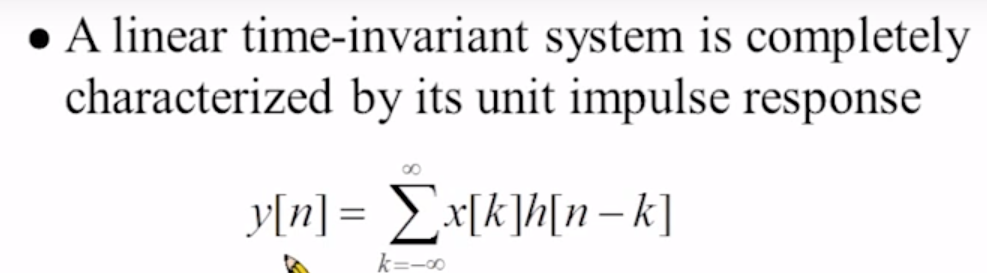 • A linear time-invariant system is completely
characterized by its unit impulse response
∞
y[n] = ∑ x[k]h[n – k]
k=–∞